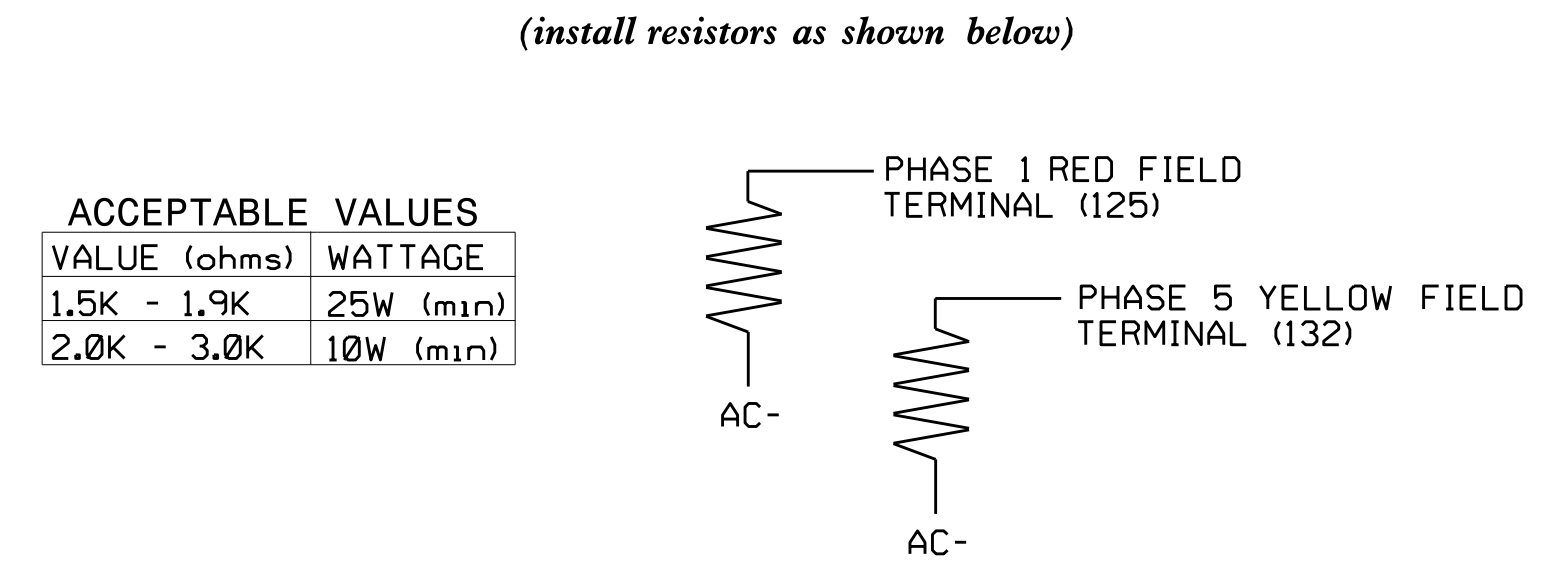 (install resistors as shown below)
ACCEPTABLE VALUES
VALUE (ohms) WATTAGE
1.5K - 1.9K 25W (min)
2.0K - 3.0K 10W (min)
PHASE 1 RED FIELD
TERMINAL (125)
AC-
PHASE 5 YELLOW FIELD
TERMINAL (132)
AC-